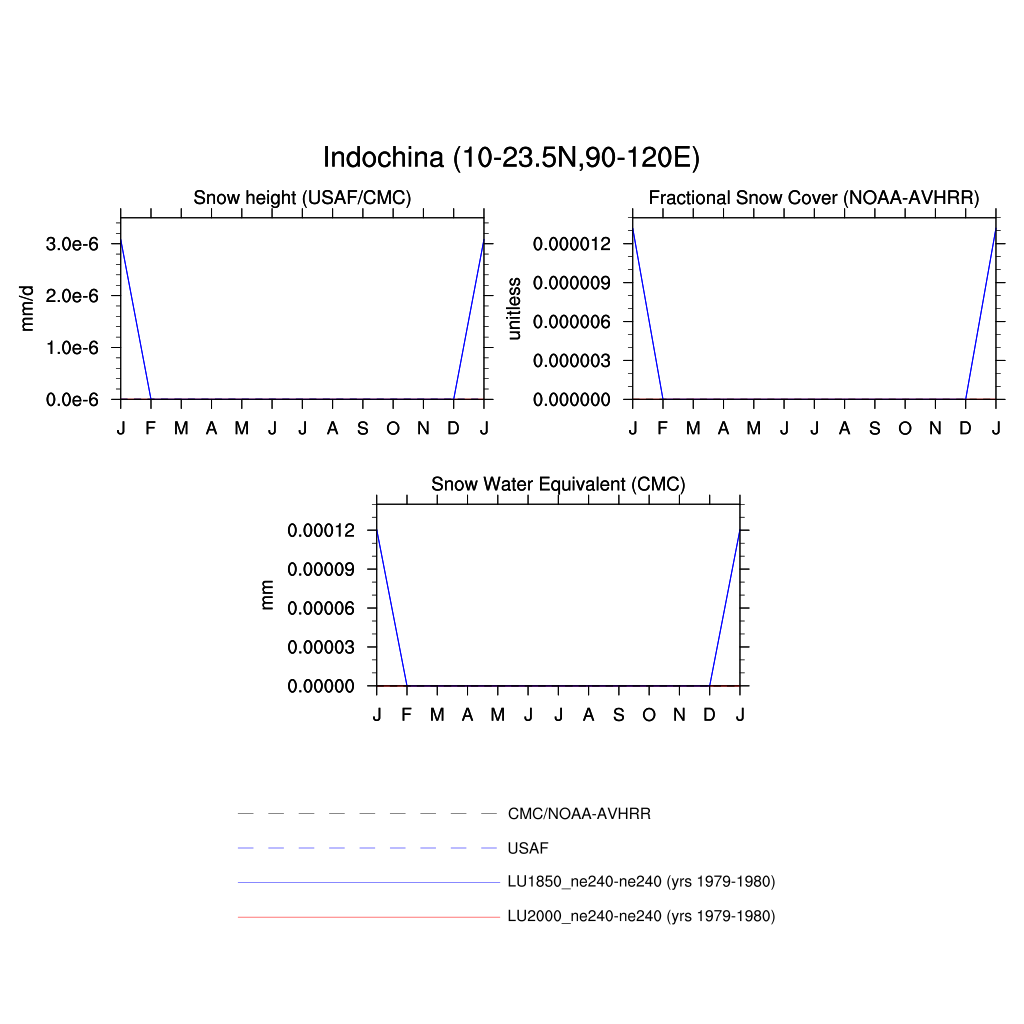 Indochina (10-23.5N,90-120E)
Snow height (USAF/CMC)
mm/d
3.0e-6
2.0e-6
1.0e-6
0.0e-6
J F M A M J J A S O N D J
Fractional Snow Cover (NOAA-AVHRR)
unitless
0.000012
0.000009
0.000006
0.000003
0.000000
J F M A M J J A S O N D J
Snow Water Equivalent (CMC)
mm
0.00012
0.00009
0.00006
0.00003
0.00000
J F M A M J J A S O N D J
CMC/NOAA-AVHRR
USAF
LU1850_ne240-ne240 (yrs 1979-1980)
LU2000_ne240-ne240 (yrs 1979-1980)